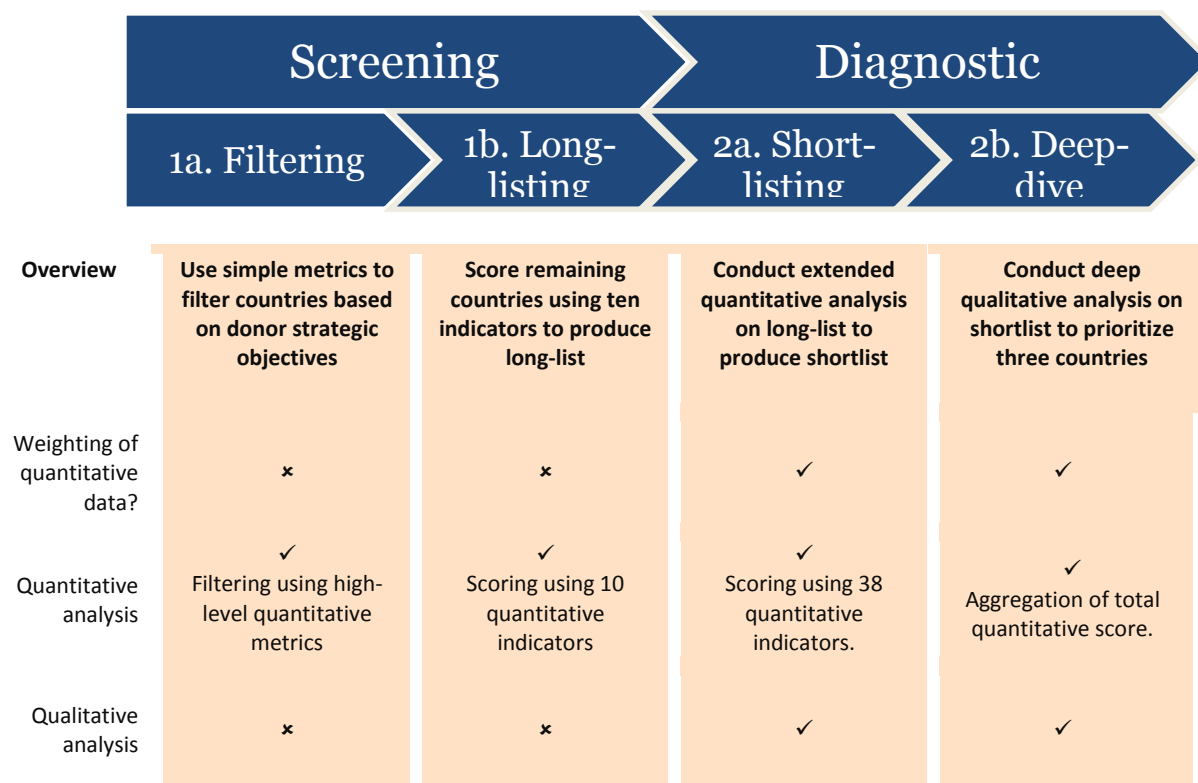 Screening
Diagnostic
1a. Filtering
1b. Long-
listing
2a. Short-
listing
2b. Deep-
dive
Overview
Use simple metrics to
filter countries based
on donor strategic
objectives
Score remaining
countries using ten
indicators to produce
long-list
Conduct extended
quantitative analysis
on long-list to
produce shortlist
Conduct deep
qualitative analysis on
shortlist to prioritize
three countries
Weighting of
quantitative
data?
✘
✘
✓
✓
Quantitative
analysis
✓
Filtering using high-
level quantitative
metrics
✓
Scoring using 10
quantitative
indicators
✓
Scoring using 38
quantitative
indicators.
✓
Aggregation of total
quantitative score.
Qualitative
analysis
✘
✘
✓
✓